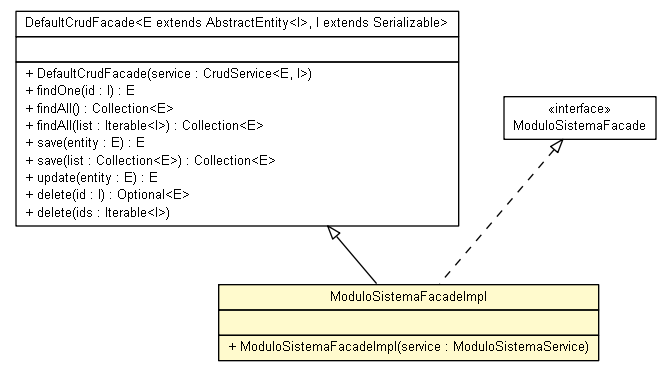 DefaultCrudFacade<E extends AbstractEntity<I>, I extends Serializable>
+ DefaultCrudFacade(service : CrudService<E, I>)
+ findOne(id : I) : E
+ findAll() : Collection<E>
+ findAll(list : Iterable<I>) : Collection<E>
+ save(entity : E) : E
+ save(list : Collection<E>) : Collection<E>
+ update(entity : E) : E
+ delete(id : I) : Optional<E>
+ delete(ids : Iterable<I>)
«interface»
ModuloSistemaFacade
ModuloSistemaFacadeImpl
+ ModuloSistemaFacadeImpl(service : ModuloSistemaService)